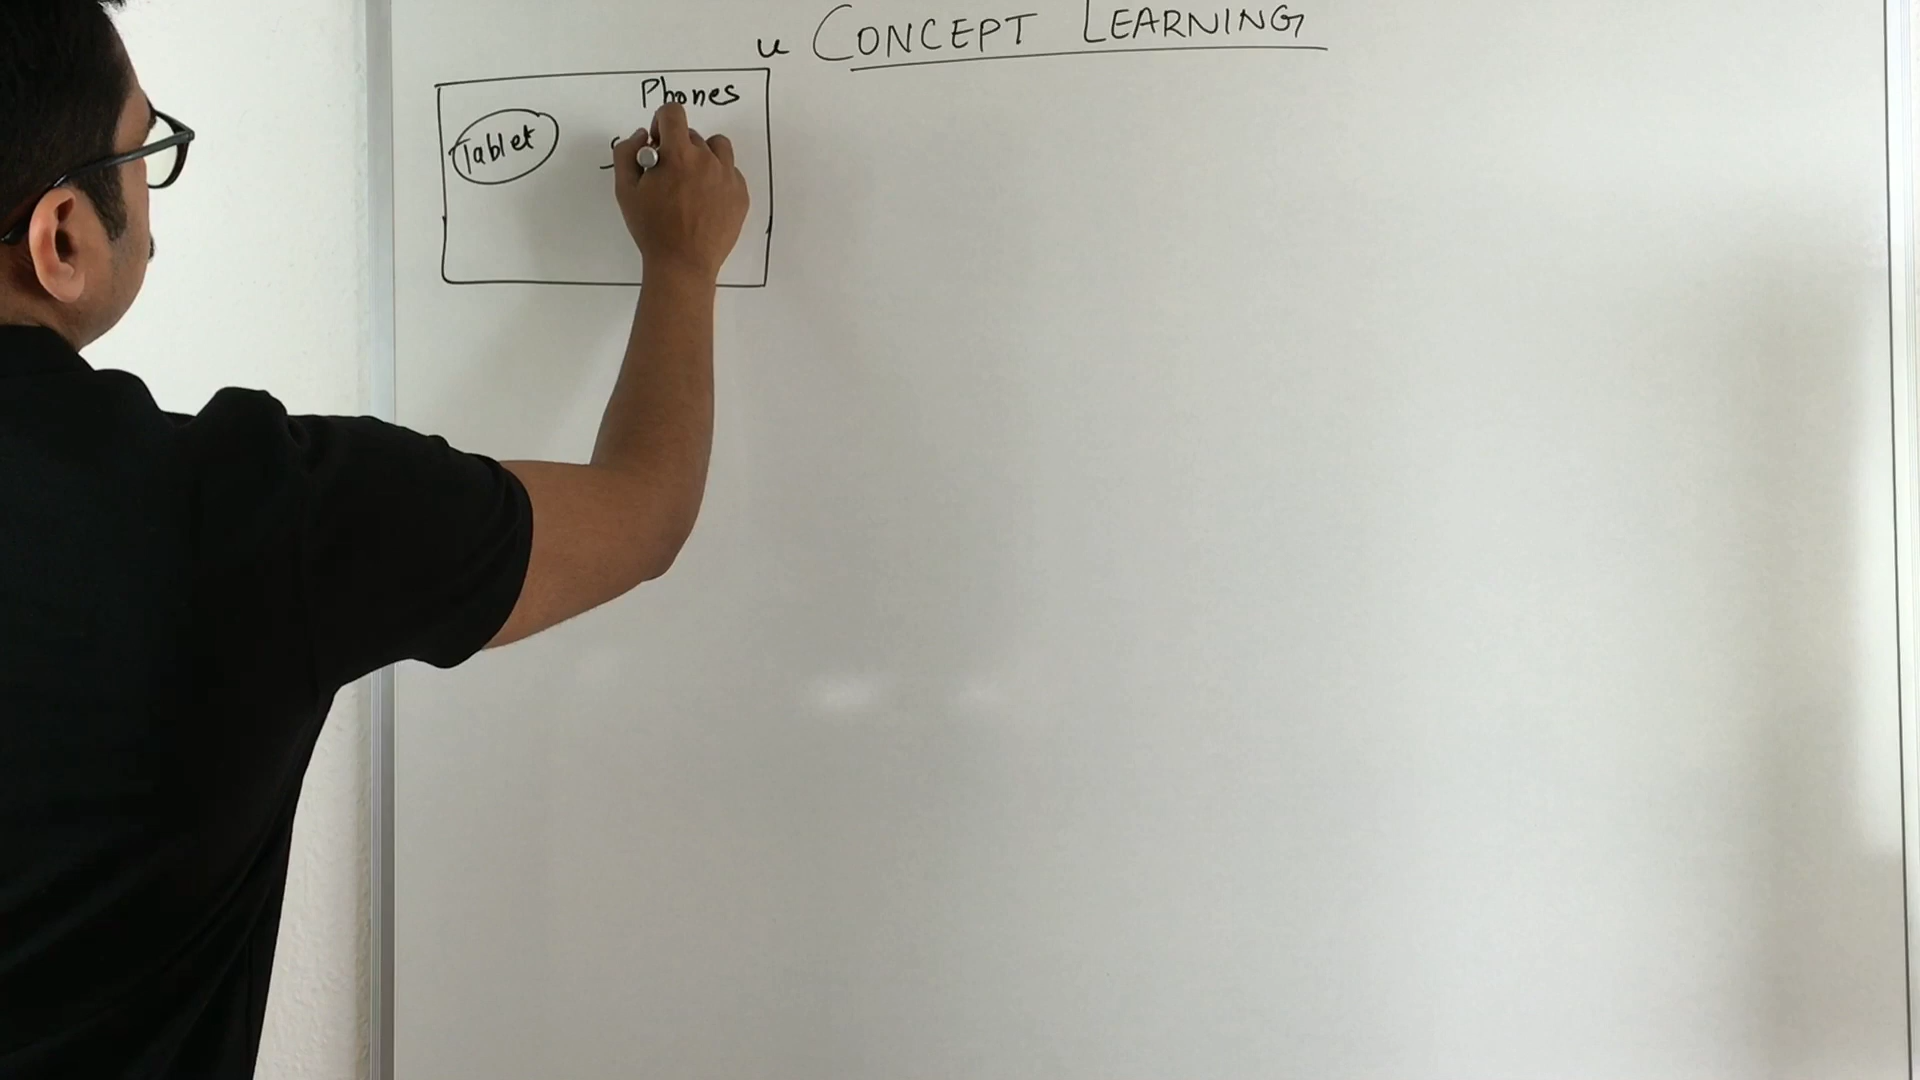 CONCEPT LEARNING
u
Phones
Tablet
S